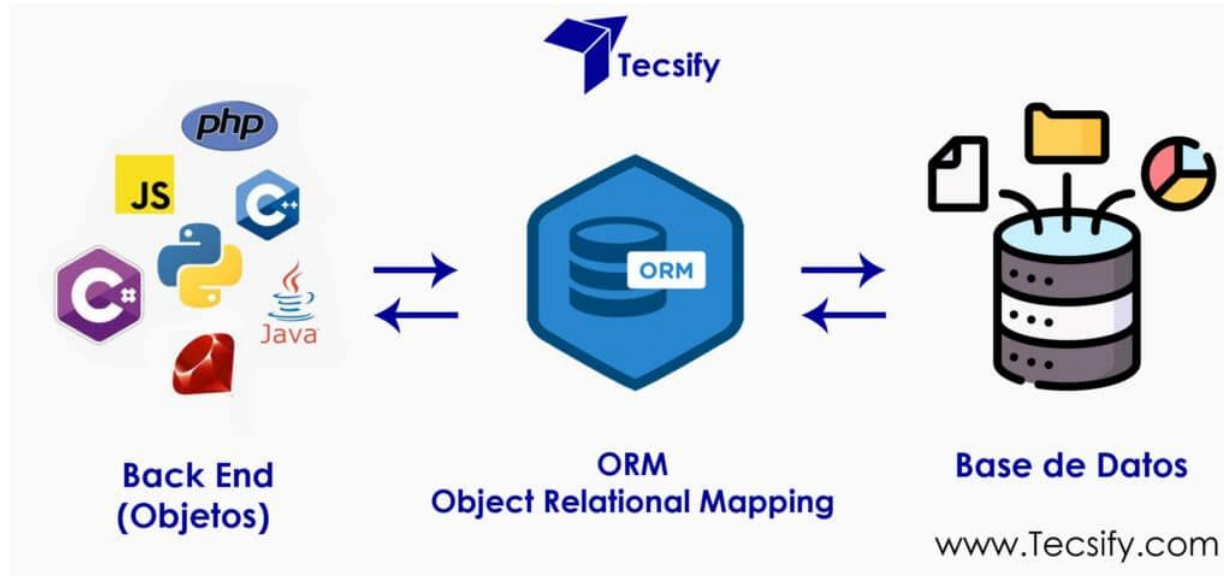 Tecsify
php
JS
C++
C#
Java
ORM
Back End
(Objetos)
ORM
Object Relational Mapping
Base de Datos
www.Tecsify.com